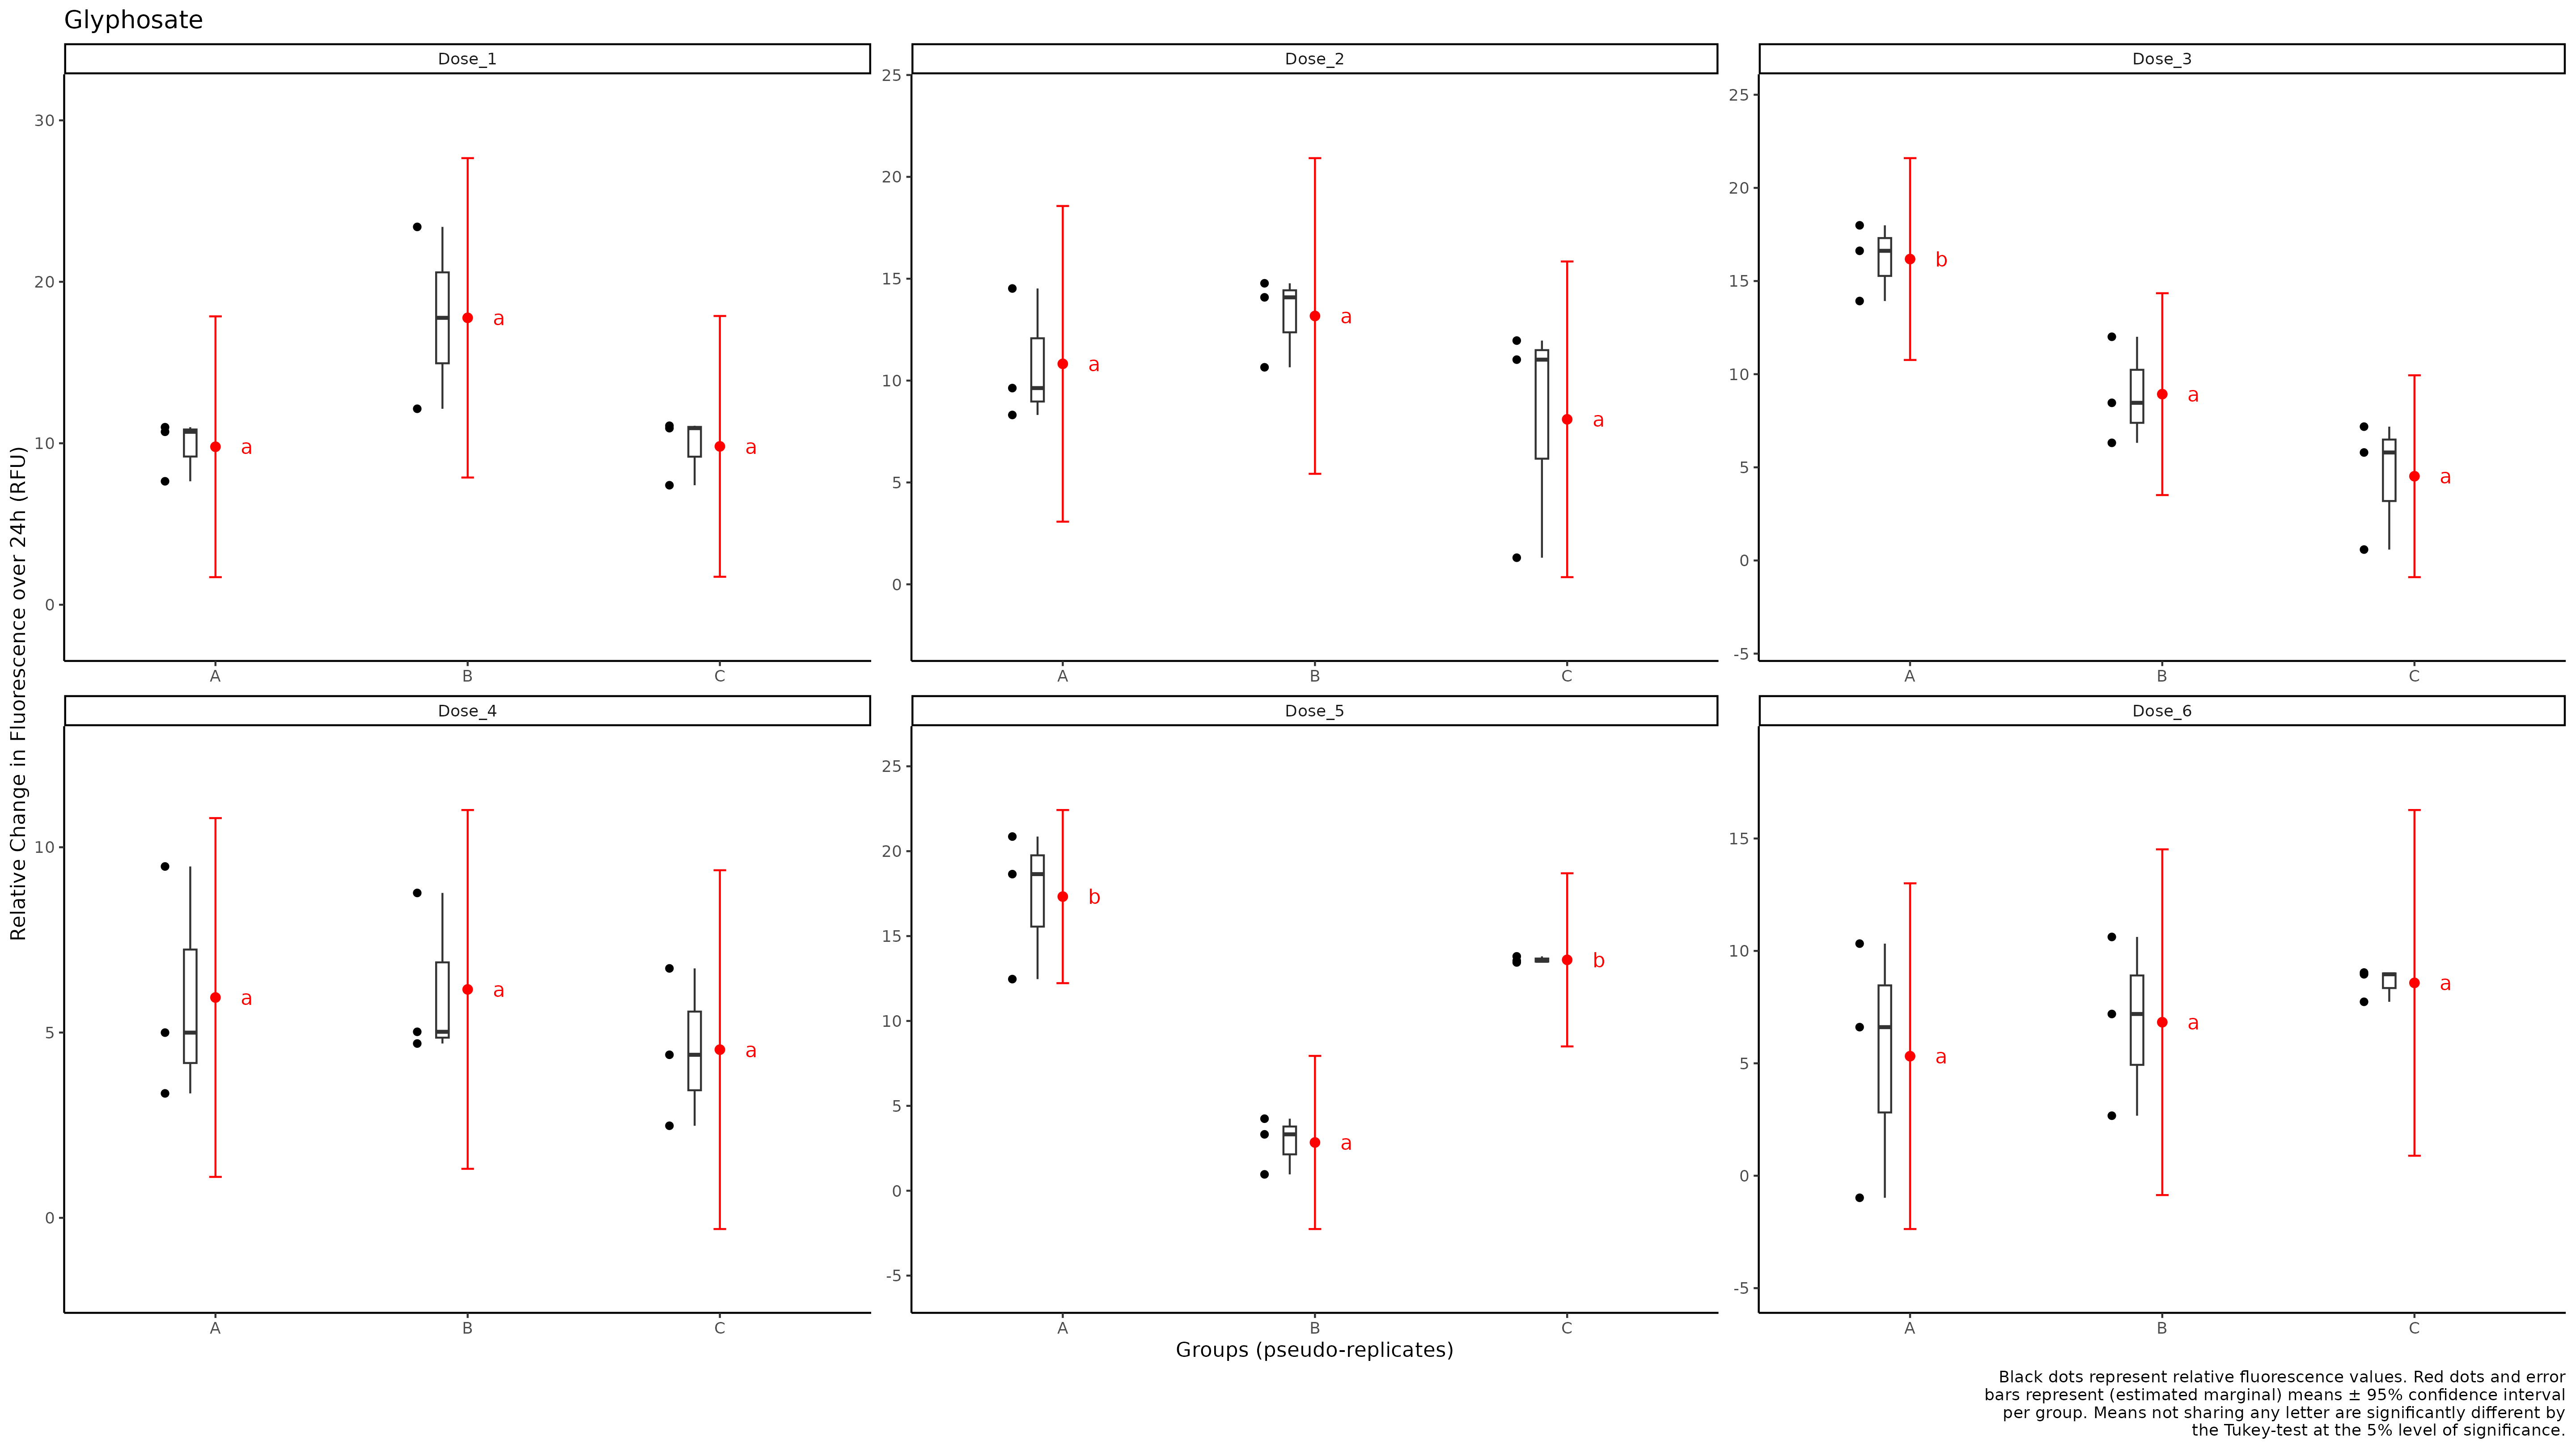 Glyphosate
Relative Change in Fluorescence over 24h (RFU)
Dose_1
30
20
10
0
a
a
a
A
B
C
Dose_2
25
20
15
10
5
0
a
a
a
A
B
C
Dose_3
25
20
15
10
5
0
-5
b
a
a
A
B
C
Dose_4
10
5
0
a
a
a
A
B
C
Dose_5
25
20
15
10
5
0
-5
b
a
b
A
B
C
Dose_6
15
10
5
0
-5
a
a
a
A
B
C
Groups (pseudo-replicates)
Black dots represent relative fluorescence values. Red dots and error
bars represent (estimated marginal) means ± 95% confidence interval
per group. Means not sharing any letter are significantly different by
the Tukey-test at the 5% level of significance.